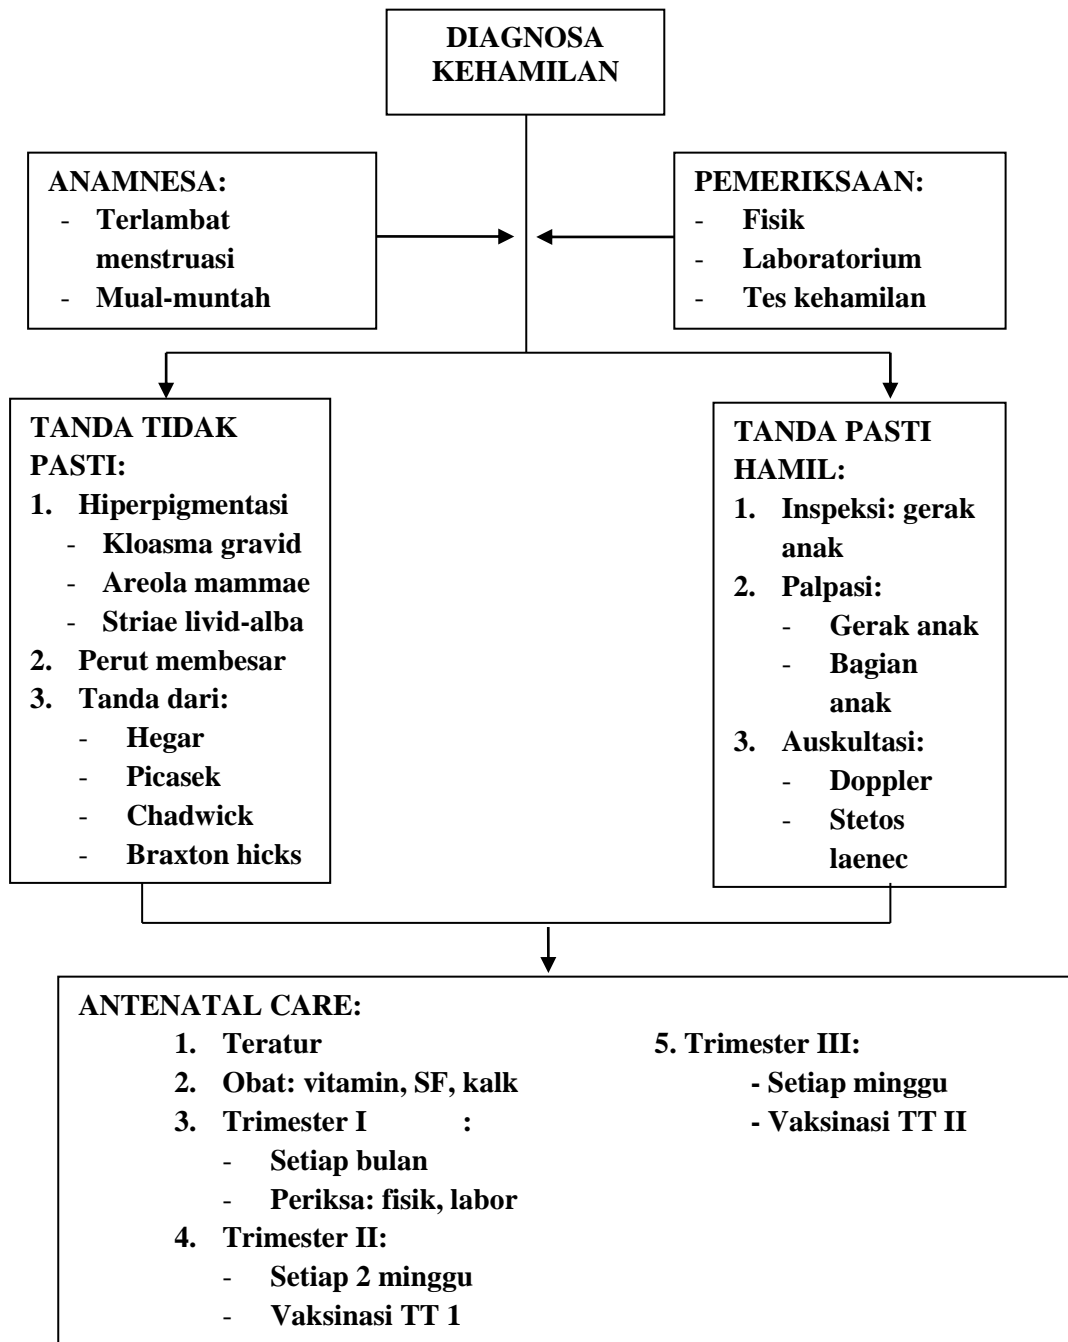 DIAGNOSA
KEHAMILAN
ANAMNESA:
- Terlambat
menstruasi
- Mual-muntah
PEMERIKSAAN:
- Fisik
- Laboratorium
- Tes kehamilan
TANDA TIDAK
PASTI:
1. Hiperpigmentasi
- Kloasma gravid
- Areola mammae
- Striae livid-alba
2. Perut membesar
3. Tanda dari:
- Hegar
- Picasek
- Chadwick
- Braxton hicks
TANDA PASTI
HAMIL:
1. Inspeksi: gerak
anak
2. Palpasi:
- Gerak anak
- Bagian
anak
3. Auskultasi:
- Doppler
- Stetos
laenec
ANTENATAL CARE:
1. Teratur
2. Obat: vitamin, SF, kalk
3. Trimester I :
- Setiap bulan
- Periksa: fisik, labor
4. Trimester II:
- Setiap 2 minggu
- Vaksinasi TT 1
5. Trimester III:
- Setiap minggu
- Vaksinasi TT II